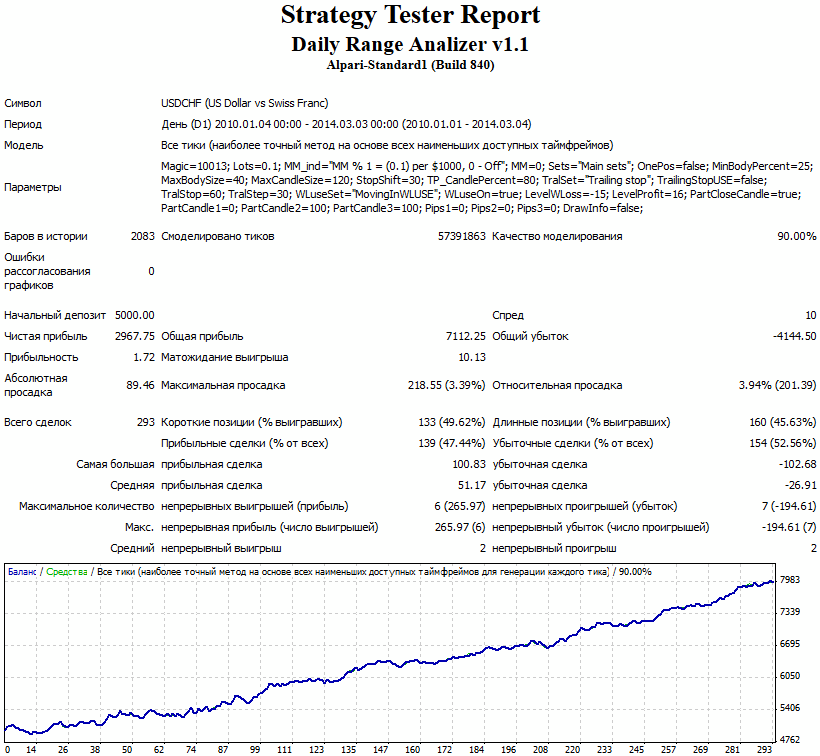 Strategy Tester Report
Daily Range Analizer v1.1
Alpari-Standard1 (Build 840)
Символ USDCHF (US Dollar vs Swiss Franc)
Период День (D1) 2010.01.04 00:00 - 2014.03.03 00:00 (2010.01.01 - 2014.03.04)
Модель Все тики (наиболее точный метод на основе всех наименьших доступных таймфреймов)
Параметры Magic=10013; Lots=0.1; MM_ind="MM % 1 = (0.1) per $1000, 0 - Off"; MM=0; Sets="Main sets"; OnePos=false; MinBodyPercent=25;
MaxBodySize=40; MaxCandleSize=120; StopShift=30; TP_CandlePercent=80; TralSet="Trailing stop"; TrailingStopUSE=false;
TralStop=60; TralStep=30; WLuseSet="MovingInWLUSE"; WLuseOn=true; LevelWLoss=-15; LevelProfit=16; PartCloseCandle=true;
PartCandle1=0; PartCandle2=100; PartCandle3=100; Pips1=0; Pips2=0; Pips3=0; DrawInfo=false;
Баров в истории 2083 Смоделировано тиков 57391863 Качество моделирования 90.00%
Ошибки
рассогласования 0
графиков
Начальный депозит 5000.00 Спред 10
Чистая прибыль 2967.75 Общая прибыль 7112.25 Общий убыток -4144.50
Прибыльность 1.72 Матожидание выигрыша 10.13
Абсолютная
просадка 89.46 Максимальная просадка 218.55 (3.39%) Относительная просадка 3.94% (201.39)
Всего сделок 293 Короткие позиции (% выигравших) 133 (49.62%) Длинные позиции (% выигравших) 160 (45.63%)
Прибыльные сделки (% от всех) 139 (47.44%) Убыточные сделки (% от всех) 154 (52.56%)
Самая большая прибыльная сделка 100.83 убыточная сделка -102.68
Средняя прибыльная сделка 51.17 убыточная сделка -26.91
Максимальное количество непрерывных выигрышей (прибыль) 6 (265.97) непрерывных проигрышей (убыток) 7 (-194.61)
Макс. непрерывная прибыль (число выигрышей) 265.97 (6) непрерывный убыток (число проигрышей) -194.61 (7)
Средний непрерывный выигрыш 2 непрерывный проигрыш 2
Баланс / Средства / Все тики (наиболее точный метод на основе всех наименьших доступных таймфреймов для генерации каждого тика) / 90.00%
7983
7339
6695
6050
5406
4762
0 14 26 38 50 62 74 87 99 111 123 135 147 160 172 184 196 208 220 233 245 257 269 281 293